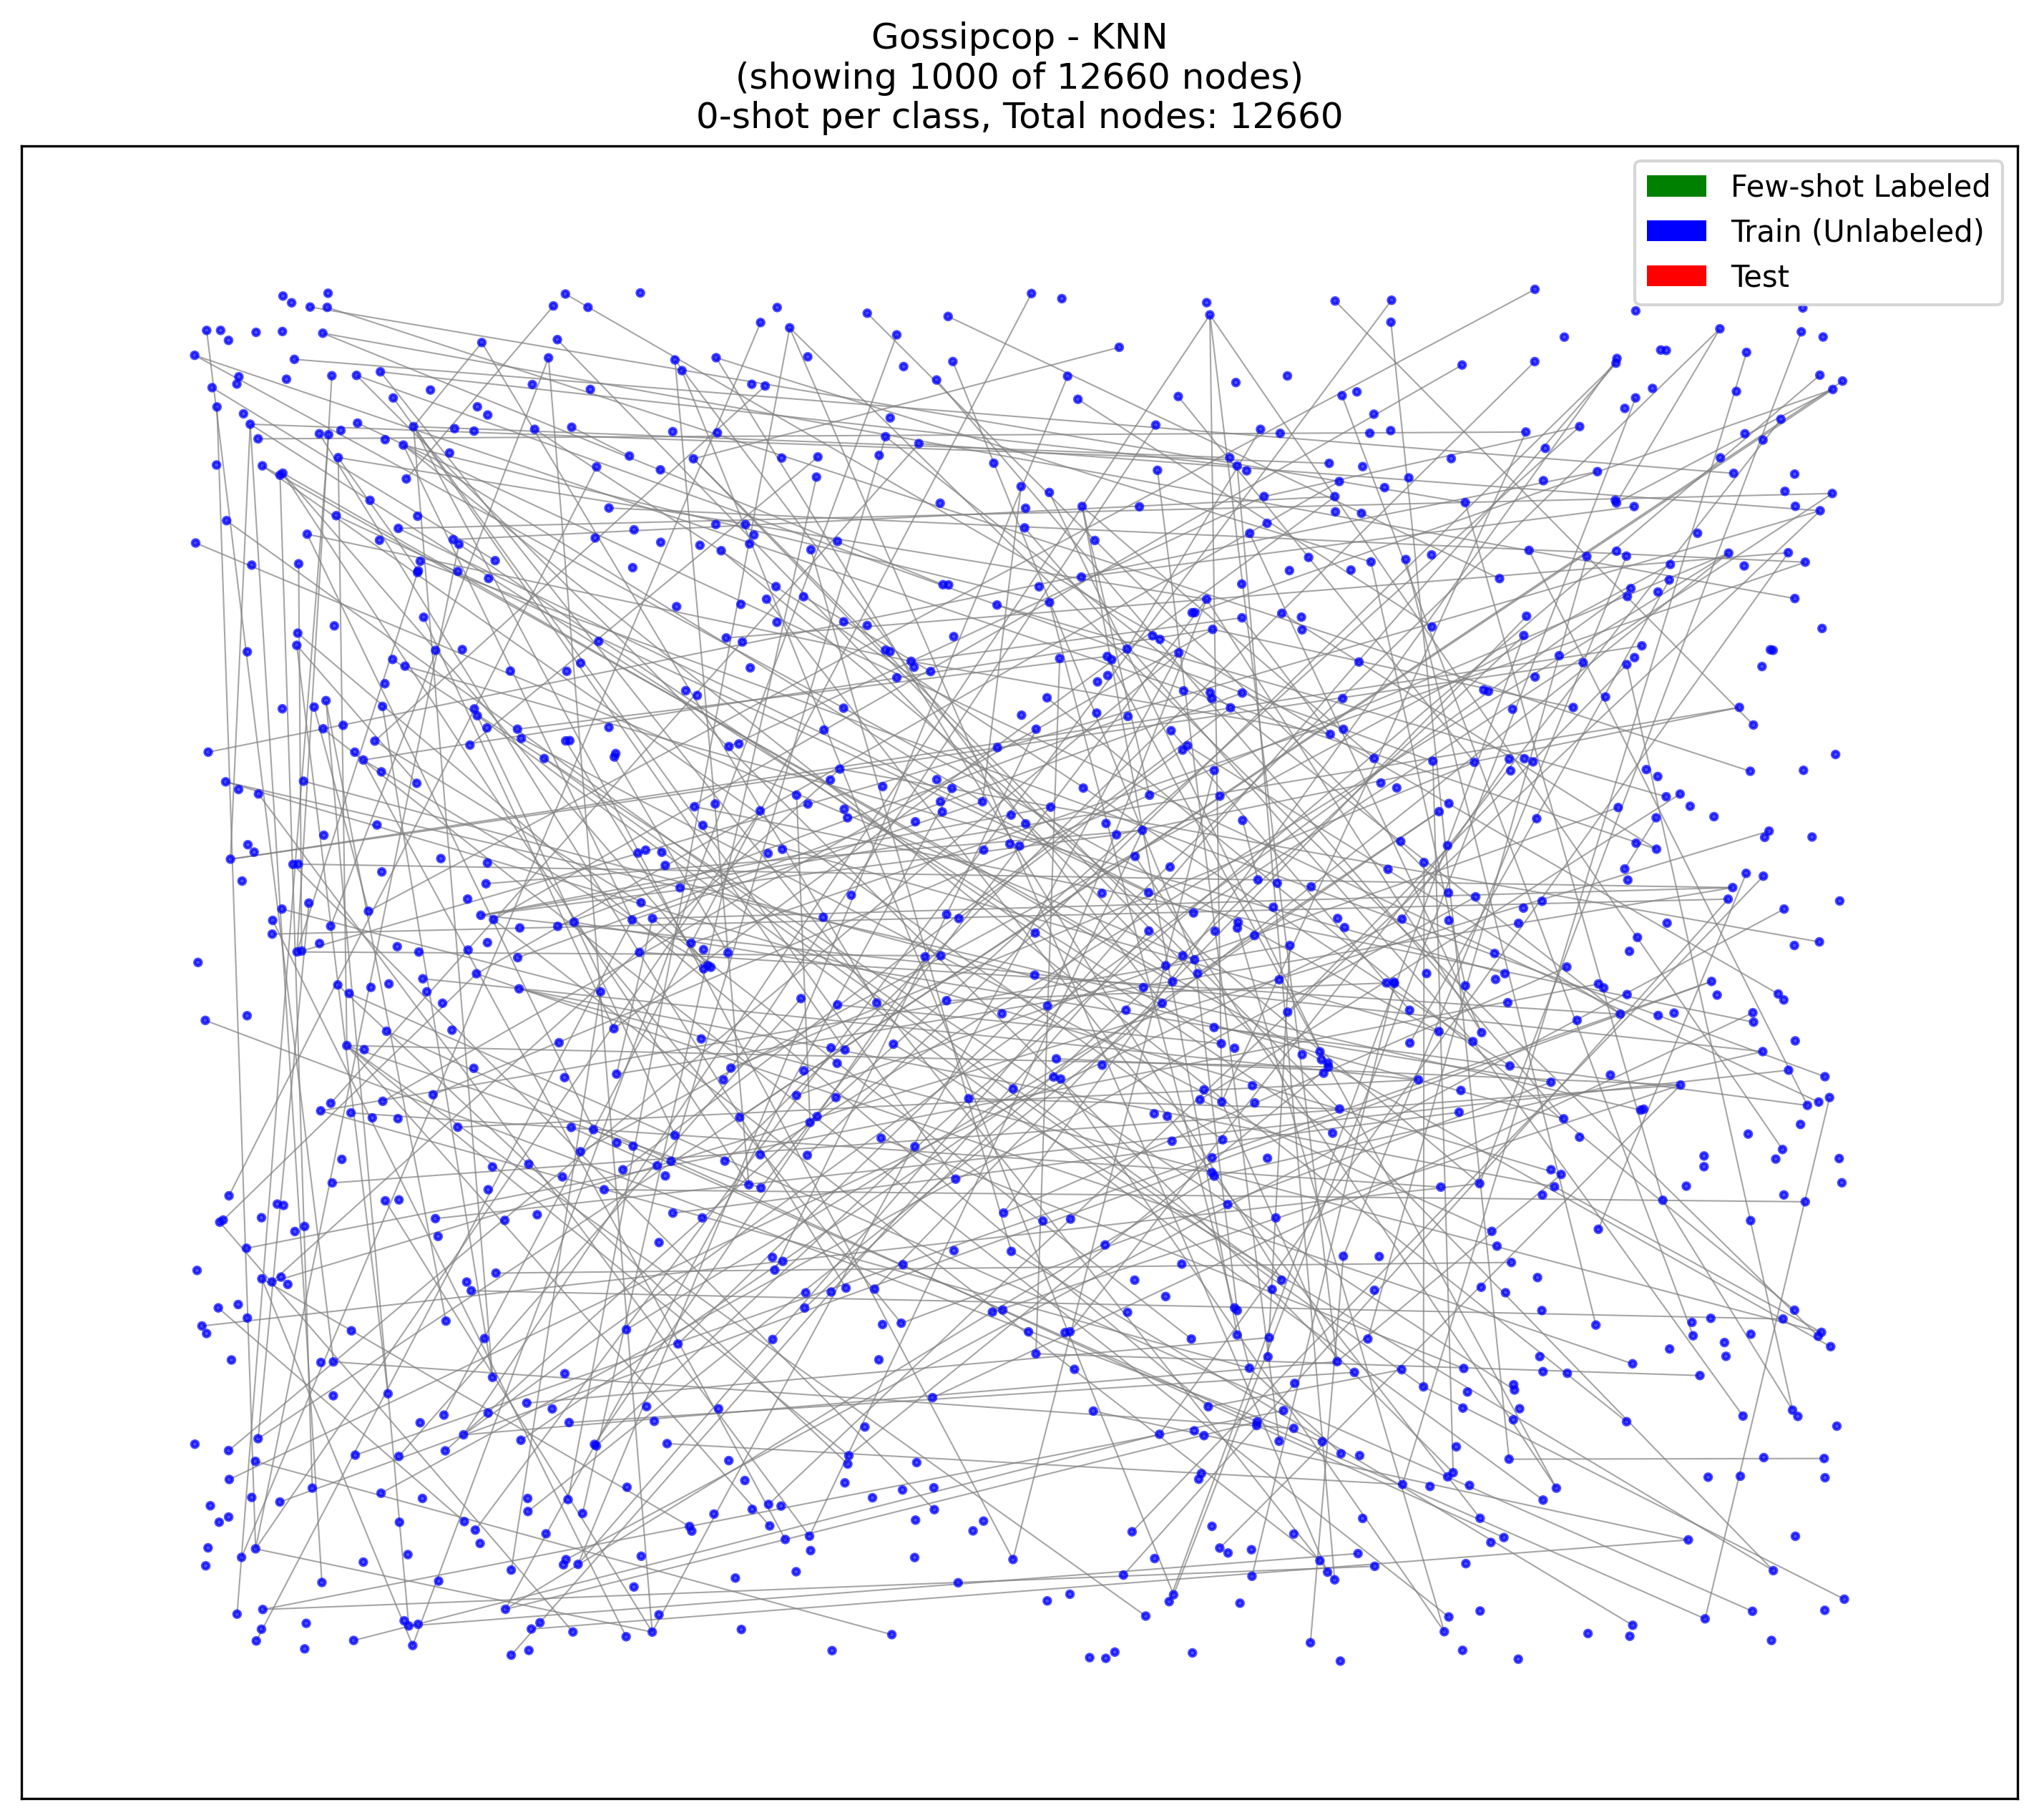 Gossipcop - KNN
(showing 1000 of 12660 nodes)
0-shot per class, Total nodes: 12660
Few-shot Labeled
Train (Unlabeled)
Test